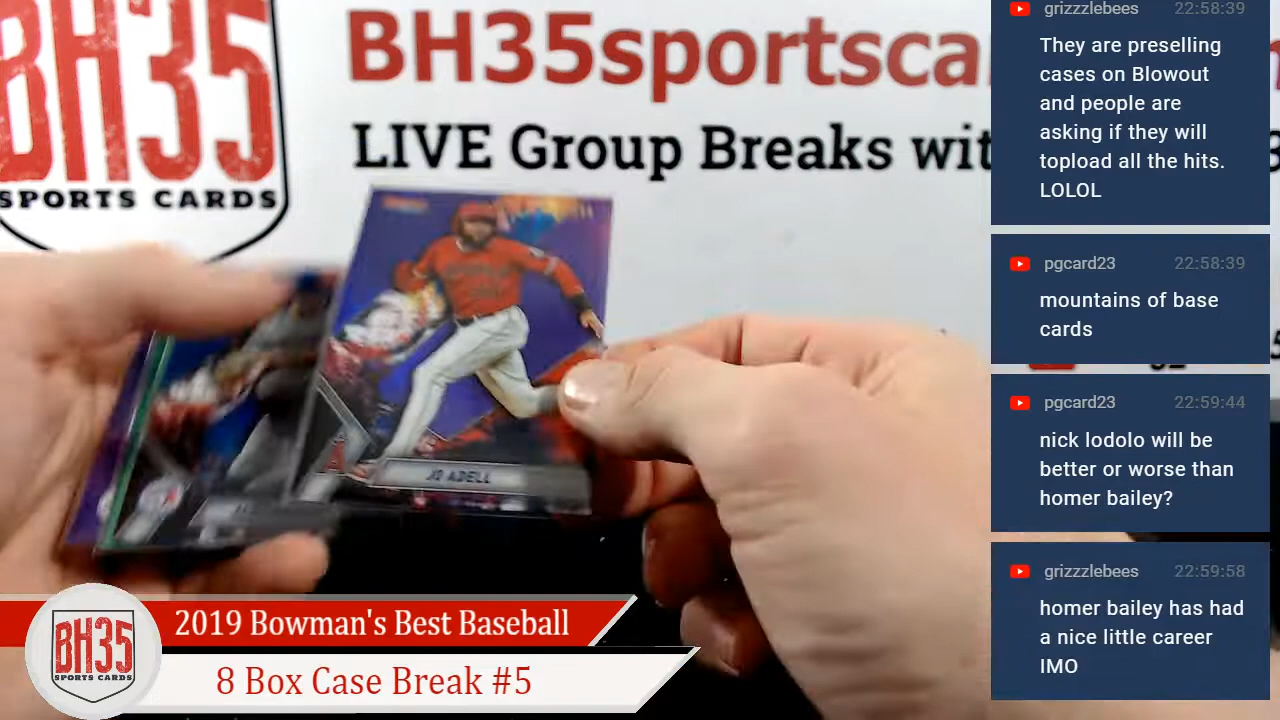 BH35
SPORTS CARDS
BH35sportsca
LIVE Group Breaks wit
JO ADELL
BH35
SPORTS CARDS
2019 Bowman's Best Baseball
8 Box Case Break #5
grizzzlebees 22:58:39
They are preselling
cases on Blowout
and people are
asking if they will
topload all the hits.
LOLOL
pgcard23 22:58:39
mountains of base
cards
pgcard23 22:59:44
nick lodolo will be
better or worse than
homer bailey?
grizzzlebees 22:59:58
homer bailey has had
a nice little career
IMO